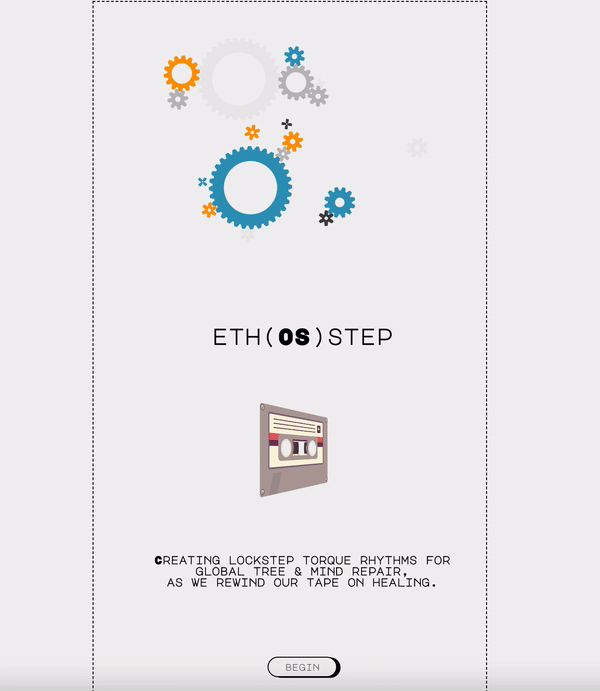 ETH(OS)STEP
CREATING LOCKSTEP TORQUE RHYTHMS FOR
GLOBAL TREE & MIND REPAIR,
AS WE REWIND OUR TAPE ON HEALING.
BEGIN